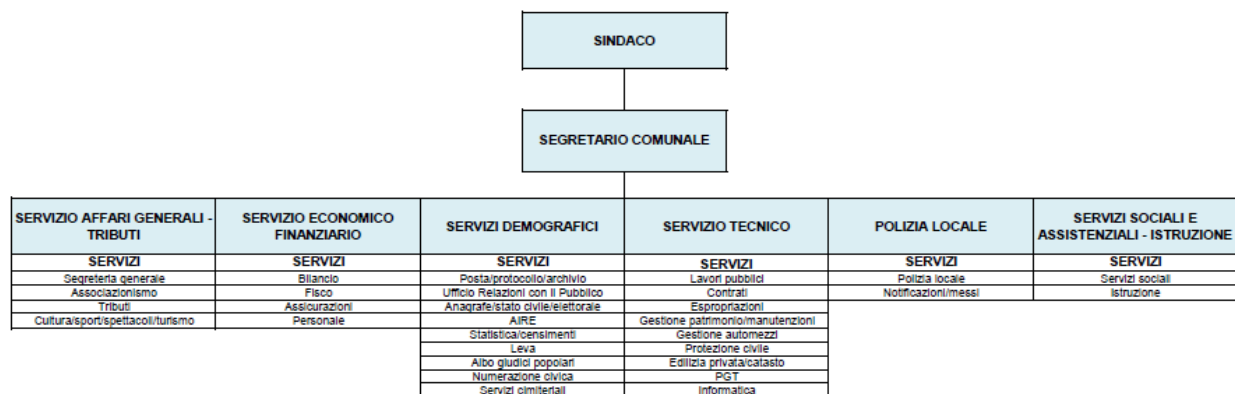 SINDACO
SEGRETARIO COMUNALE
SERVIZIO AFFARI GENERALI -
TRIBUTI
SERVIZI
Segreteria generale
Associazionismo
Tributi
Cultura/sport/spettacoli/turismo
SERVIZIO ECONOMICO
FINANZIARIO
SERVIZI
Bilancio
Fisco
Assicurazioni
Personale
SERVIZI DEMOGRAFICI
SERVIZI
Posta/protocollo/archivio
Ufficio Relazioni con il Pubblico
Anagrafe/stato civile/elettorale
AIRE
Statistica/censimenti
Leva
Albo giudici popolari
Numerazione civica
Servizi cimiteriali
SERVIZIO TECNICO
SERVIZI
Lavori pubblici
Contrati
Espropriazioni
Gestione patrimonio/manutenzioni
Gestione automezzi
Protezione civile
Edilizia privata/catasto
PGT
Informatica
POLIZIA LOCALE
SERVIZI
Polizia locale
Notificazioni/messi
SERVIZI SOCIALI E
ASSISTENZIALI - ISTRUZIONE
SERVIZI
Servizi sociali
Istruzione